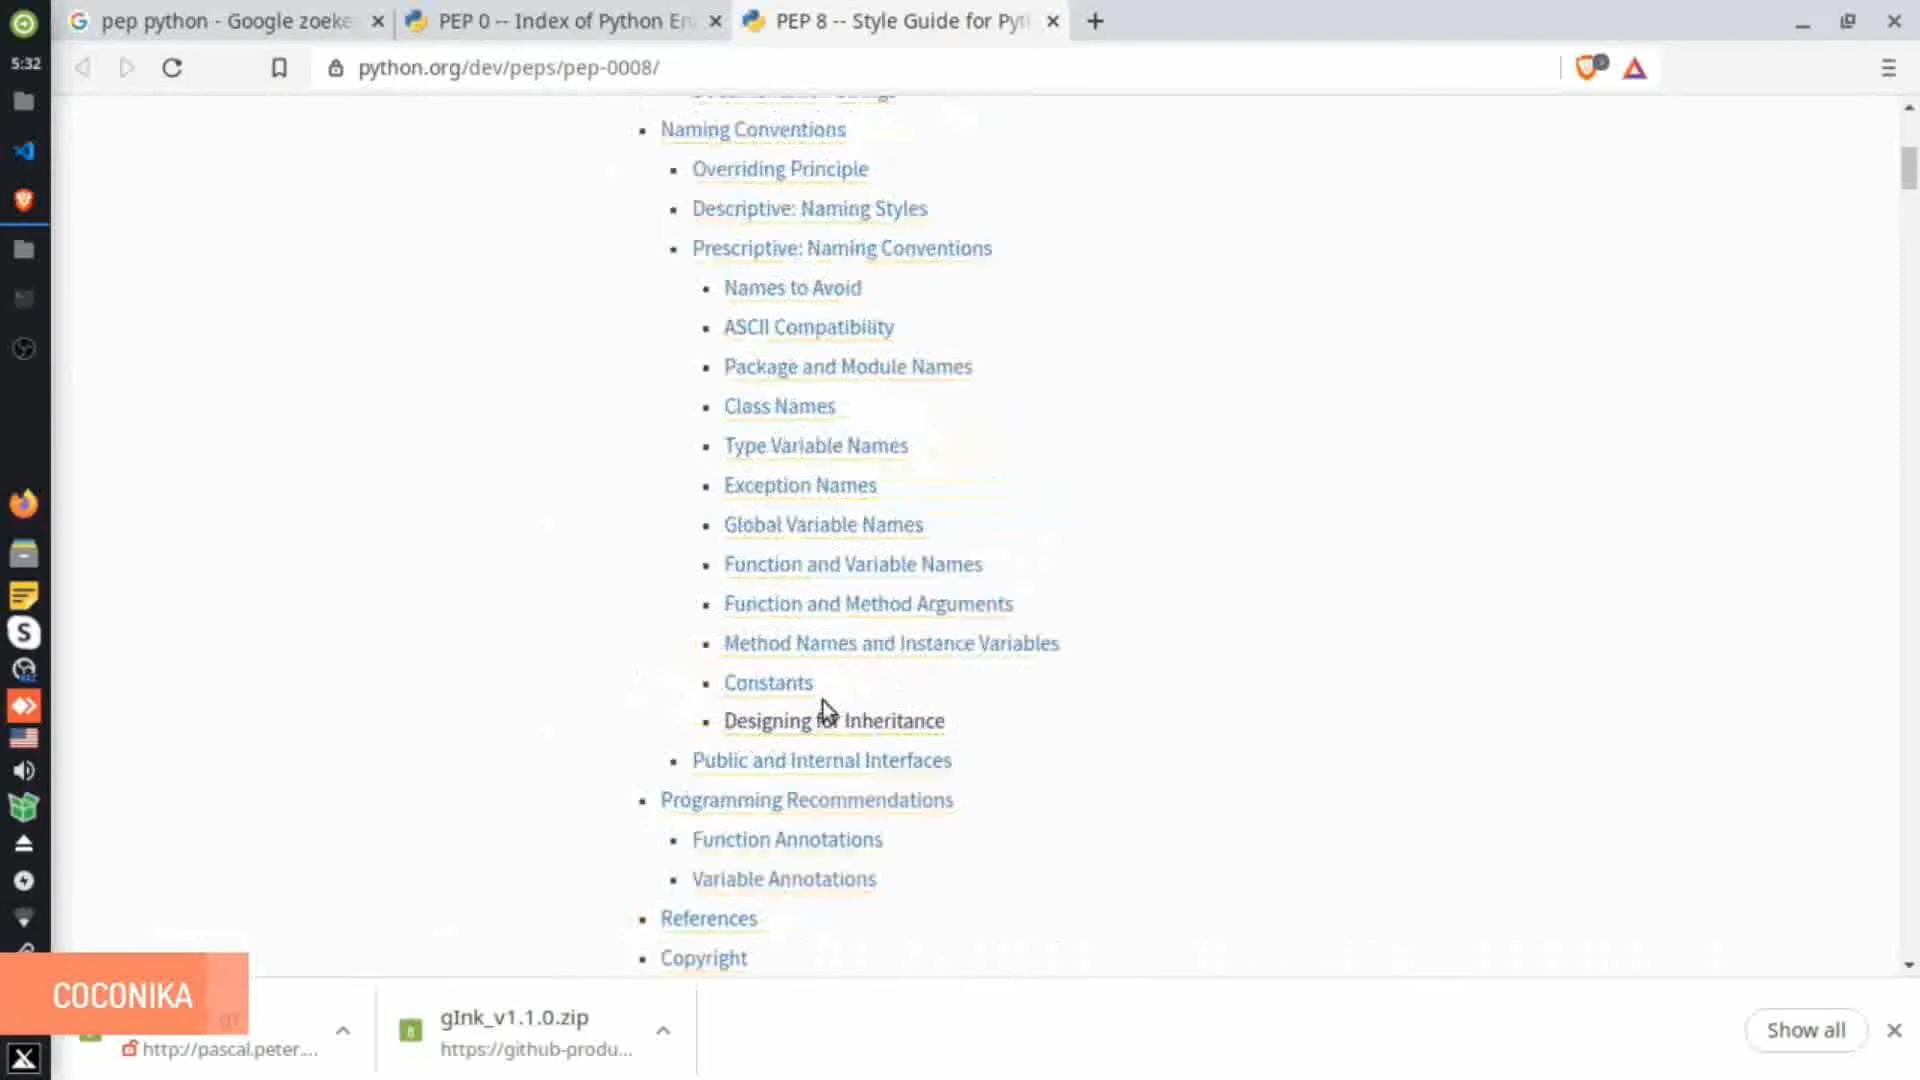 pep python - Google zoeke
PEP 0 -- Index of Python En
PEP 8 -- Style Guide for Pyt
5:32
python.org/dev/peps/pep-0008/
Naming Conventions
Overriding Principle
Descriptive: Naming Styles
Prescriptive: Naming Conventions
Names to Avoid
ASCII Compatibility
Package and Module Names
Class Names
Type Variable Names
Exception Names
Global Variable Names
Function and Variable Names
Function and Method Arguments
Method Names and Instance Variables
Constants
Designing for Inheritance
Public and Internal Interfaces
Programming Recommendations
Function Annotations
Variable Annotations
References
Copyright
COCONIKA
http://pascal.peter....
gInk_v1.1.0.zip
https://github-produ...
Show all